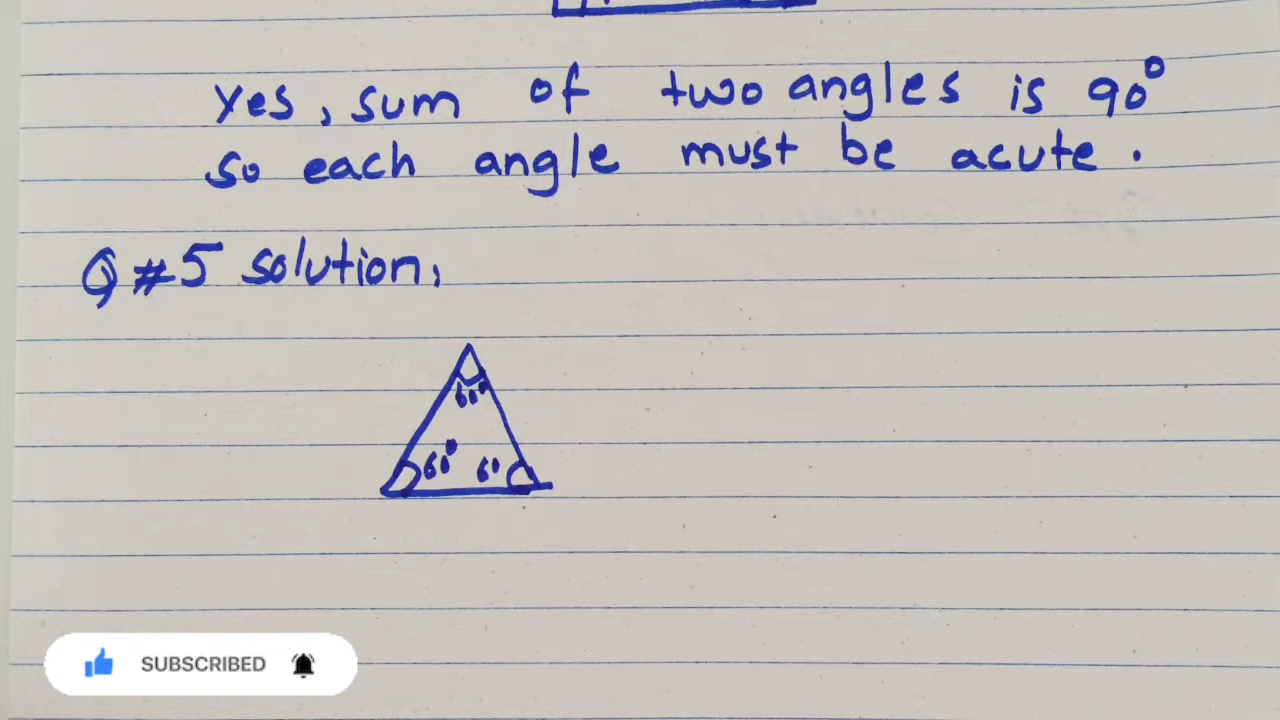 Yes, sum of two angles is 90°
so each angle must be acute.
Q #5 solution,
60°
60° 60
SUBSCRIBED